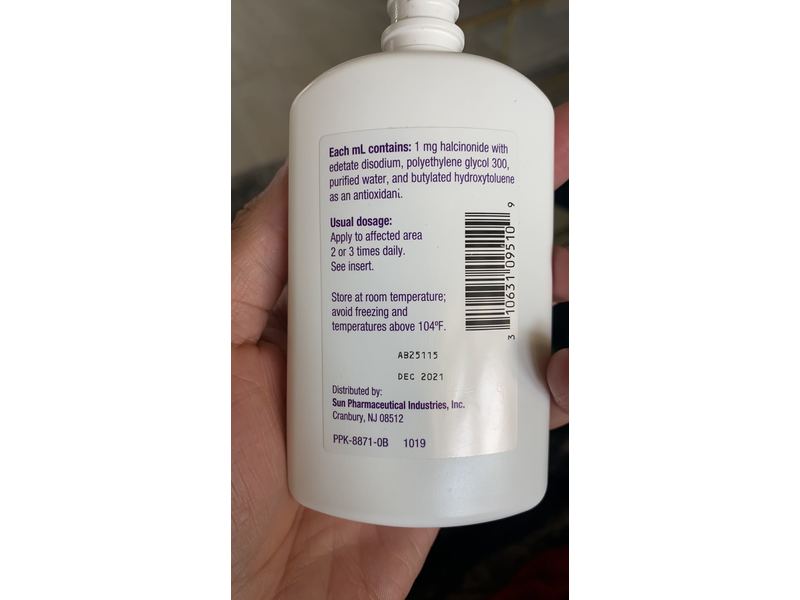 Each mL contains: 1 mg halcinonide with
edetate disodium, polyethylene glycol 300,
purified water, and butylated hydroxytoluene
as an antioxidant.
Usual dosage:
Apply to affected area
2 or 3 times daily.
See insert.
Store at room temperature;
avoid freezing and
temperatures above 104ºF.
AB25115
DEC 2021
Distributed by:
Sun Pharmaceutical Industries, Inc.
Cranbury, NJ 08512
PPK-8871-0B 1019
3 10631 09510 9